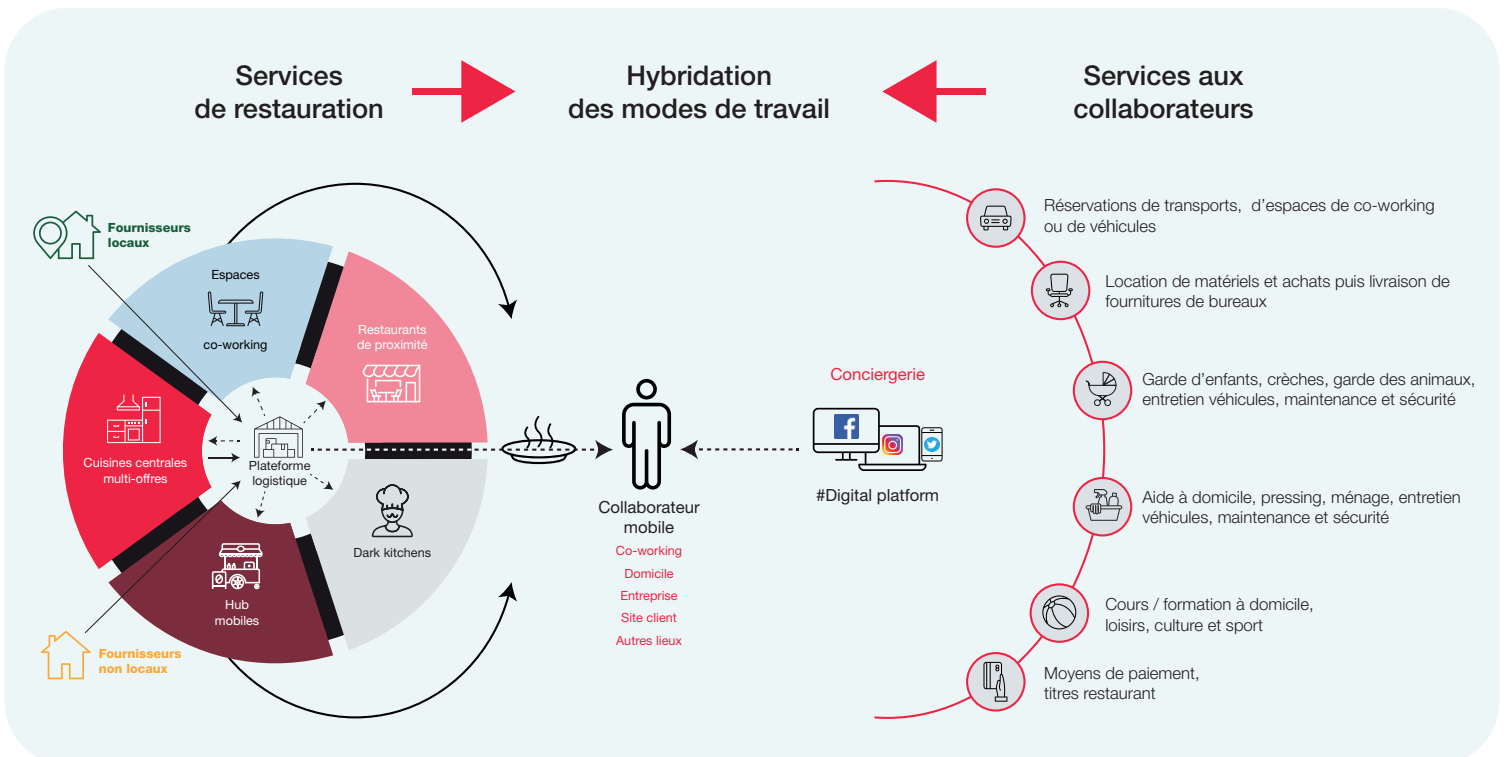 Services
de restauration
Hybridation
des modes de travail
Services aux
collaborateurs
Fournisseurs
locaux
Espaces
co-working
Restaurants
de proximité
Cuisines centrales
multi-offres
Plateforme
logistique
Dark kitchens
Hub
mobiles
Fournisseurs
non locaux
Collaborateur
mobile
Co-working
Domicile
Entreprise
Site client
Autres lieux
Conciergerie
#Digital platform
Réservations de transports, d'espaces de co-working
ou de véhicules
Location de matériels et achats puis livraison de
fournitures de bureaux
Garde d'enfants, crèches, garde des animaux,
entretien véhicules, maintenance et sécurité
Aide à domicile, pressing, ménage, entretien
véhicules, maintenance et sécurité
Cours / formation à domicile,
loisirs, culture et sport
Moyens de paiement,
titres restaurant